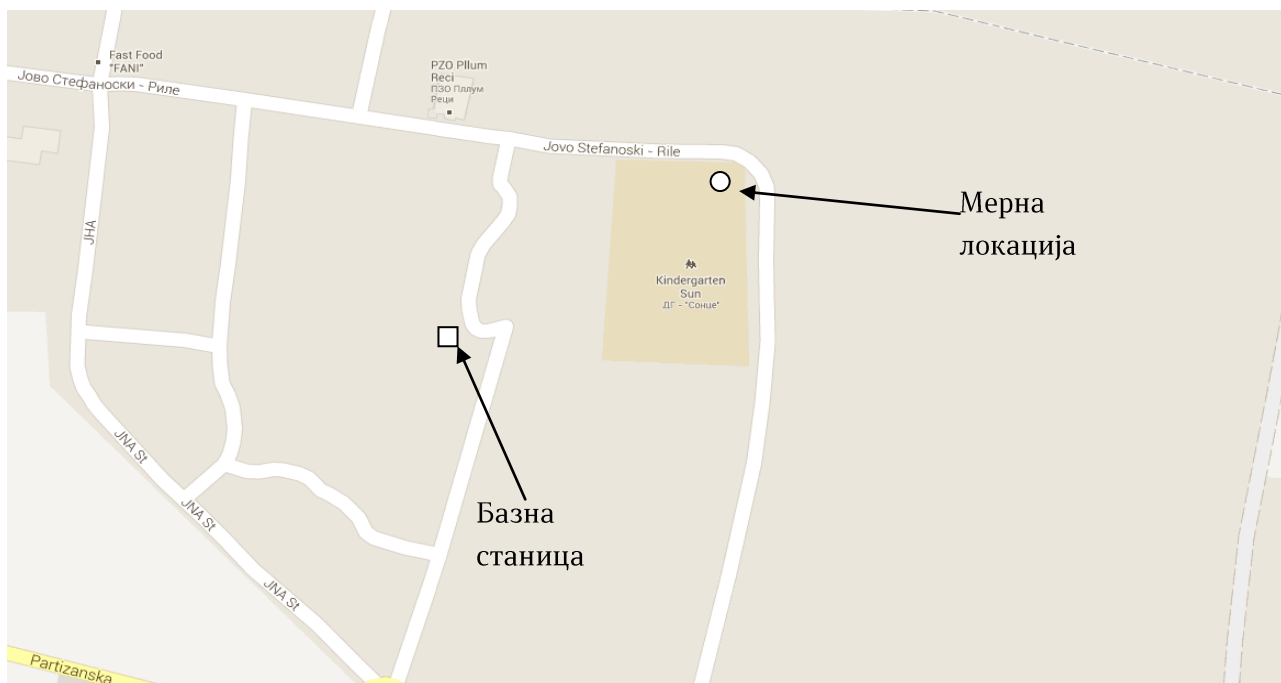 Fast Food
"FANI"
Јово Стефаноски - Риле
PZO Pllum
Reci
ПЗО Плlум
Реци
Jovo Stefanoski - Rile
Мерна
локација
JHA
Kindergarten
Sun
ДГ - "Сонце"
Базна
станица
JNA St
JNA St
JNA St
Partizanska